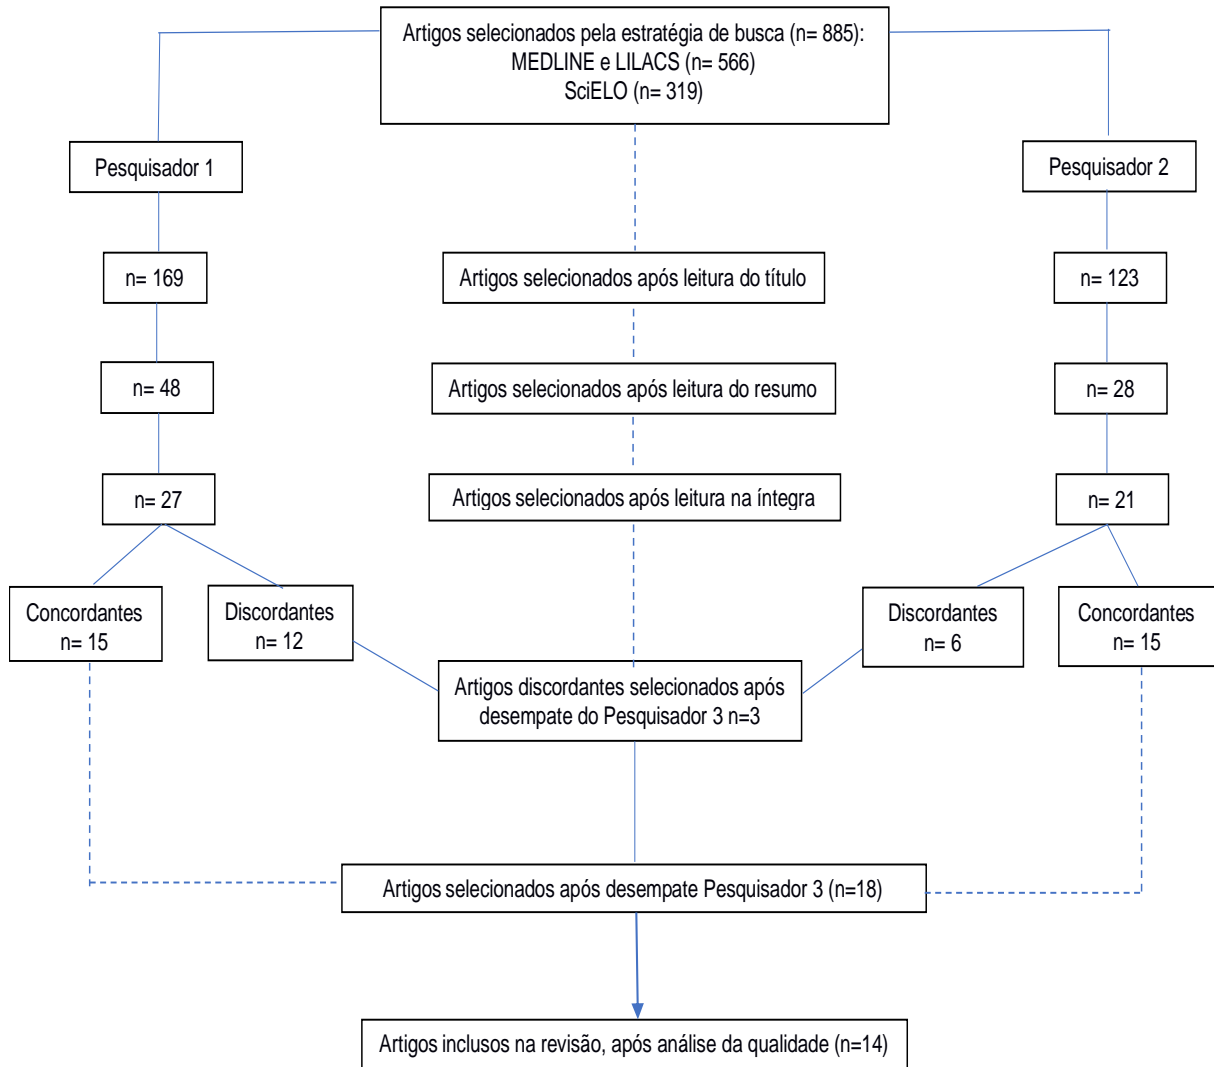 Artigos selecionados pela estratégia de busca (n= 885):
MEDLINE e LILACS (n= 566)
SciELO (n= 319)
Pesquisador 1
Pesquisador 2
n= 169
Artigos selecionados após leitura do título
n= 123
n= 48
Artigos selecionados após leitura do resumo
n= 28
n= 27
Artigos selecionados após leitura na íntegra
n= 21
Concordantes
n= 15
Discordantes
n= 12
Discordantes
n= 6
Concordantes
n= 15
Artigos discordantes selecionados após
desempate do Pesquisador 3 n=3
Artigos selecionados após desempate Pesquisador 3 (n=18)
Artigos inclusos na revisão, após análise da qualidade (n=14)